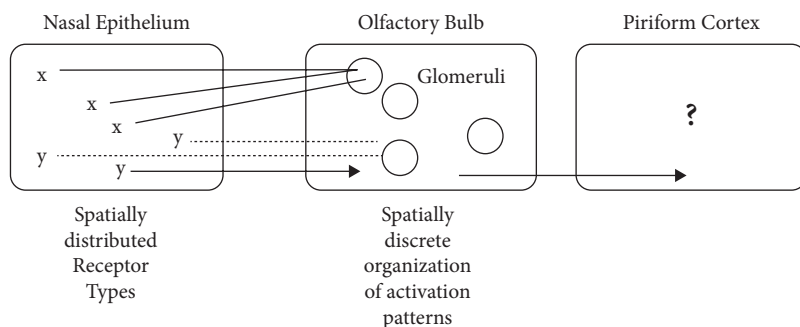 Nasal Epithelium
Olfactory Bulb
Piriform Cortex
x
x
x
y
y
y
Glomeruli
?
Spatially
distributed
Receptor
Types
Spatially
discrete
organization
of activation
patterns